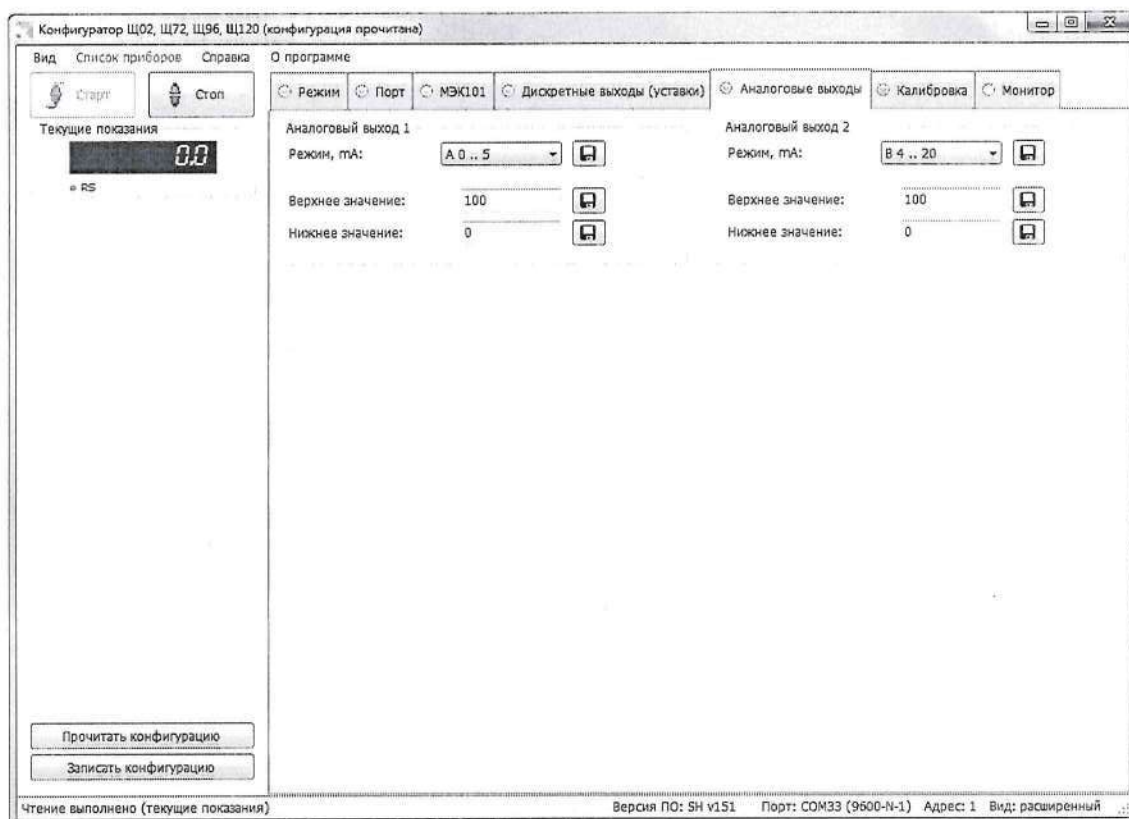 Конфигуратор Щ02, Щ72, Щ96, Щ120 (конфигурация прочитана)
Вид Список приборов Справка О программе
Старт Стоп
Режим Порт МЭК101 Дискретные выходы (уставки) Аналоговые выходы Калибровка Монитор
Текущие показания
0.0
RS
Аналоговый выход 1
Режим, mA: A 0 .. 5
Верхнее значение: 100
Нижнее значение: 0
Аналоговый выход 2
Режим, mA: B 4 .. 20
Верхнее значение: 100
Нижнее значение: 0
Прочитать конфигурацию
Записать конфигурацию
Чтение выполнено (текущие показания) Версия ПО: SH v151 Порт: COM33 (9600-N-1) Адрес: 1 Вид: расширенный